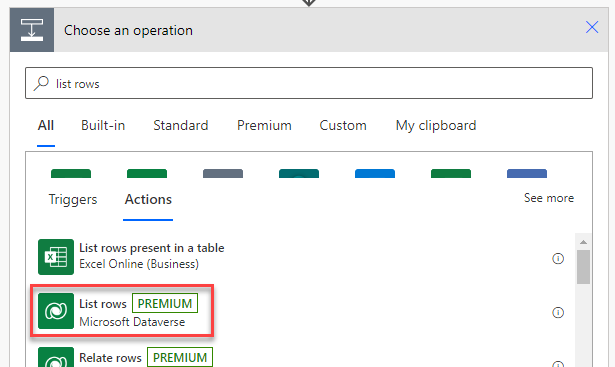 Choose an operation
list rows
All Built-in Standard Premium Custom My clipboard
Triggers Actions See more
List rows present in a table
Excel Online (Business)
List rows PREMIUM
Microsoft Dataverse
Relate rows PREMIUM